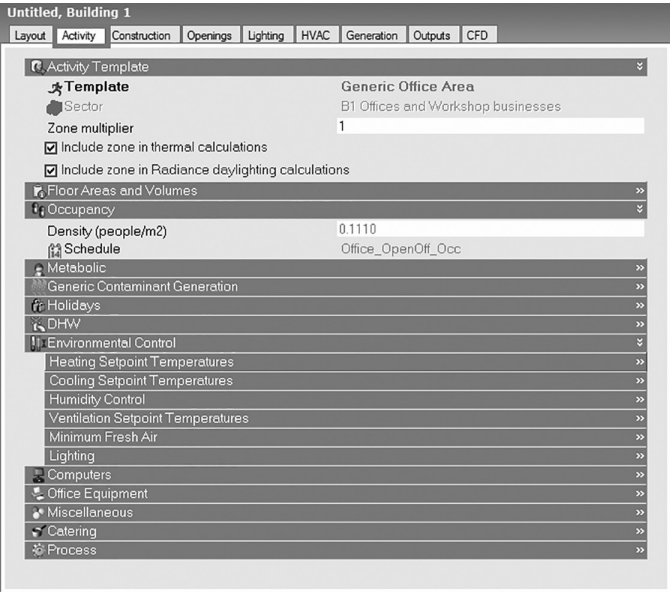 Untitled, Building 1
Layout Activity Construction Openings Lighting HVAC Generation Outputs CFD
Activity Template
Template Generic Office Area
Sector B1 Offices and Workshop businesses
Zone multiplier 1
Include zone in thermal calculations
Include zone in Radiance daylighting calculations
Floor Areas and Volumes
Occupancy
Density (people/m2) 0.1110
Schedule Office_OpenOff_Occ
Metabolic
Generic Contaminant Generation
Holidays
DHW
Environmental Control
Heating Setpoint Temperatures
Cooling Setpoint Temperatures
Humidity Control
Ventilation Setpoint Temperatures
Minimum Fresh Air
Lighting
Computers
Office Equipment
Miscellaneous
Catering
Process